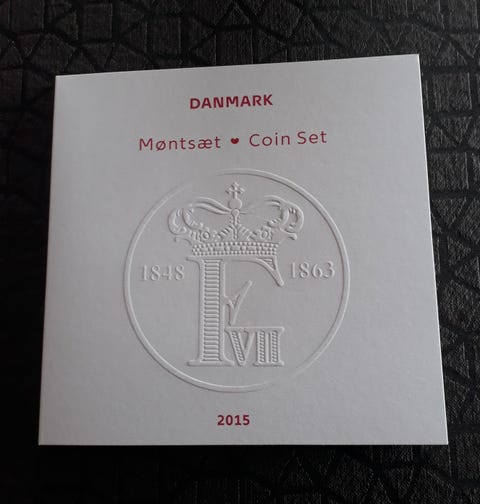 DANMARK
Møntsæt ♥ Coin Set
1848 1863
F VII
2015